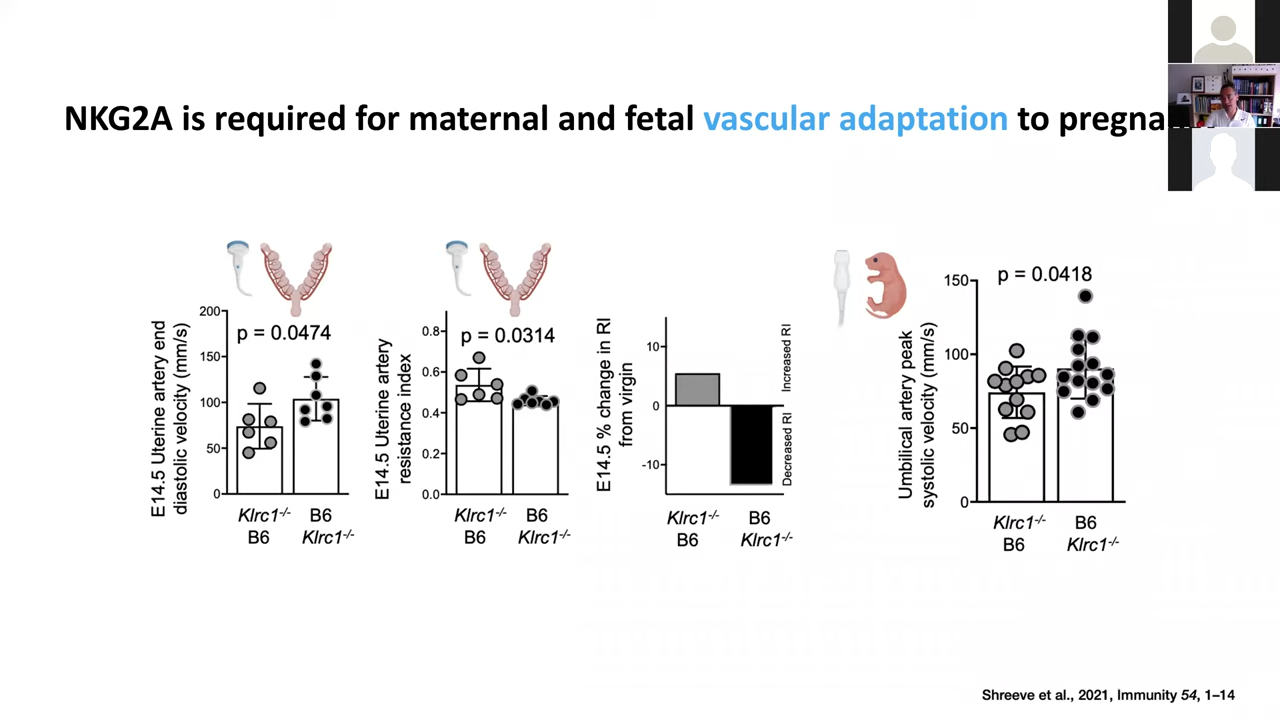 NKG2A is required for maternal and fetal vascular adaptation to
E14.5 Uterine artery end
diastolic velocity (mm/s)
200
150
100
50
0
p = 0.0474
Klrc1-/- B6
B6 Klrc1-/-
E14.5 Uterine artery
resistance index
0.8
0.6
0.4
0.2
0.0
p = 0.0314
Klrc1-/- B6
B6 Klrc1-/-
E14.5 % change in RI
from virgin
10
0
-10
Increased RI
Decreased RI
Klrc1-/- B6
B6 Klrc1-/-
Umbilical artery peak
systolic velocity (mm/s)
150
100
50
0
p = 0.0418
Klrc1-/- B6
B6 Klrc1-/-
Shreeve et al., 2021, Immunity 54, 1–14